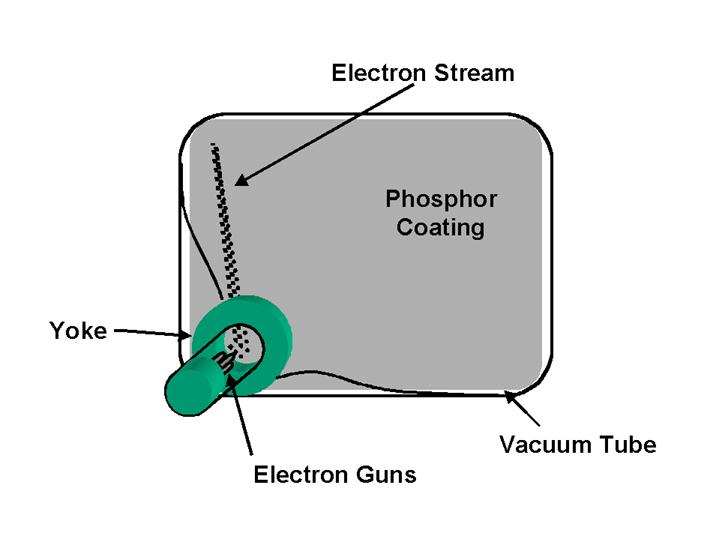 Electron Stream
Phosphor
Coating
Yoke
Vacuum Tube
Electron Guns